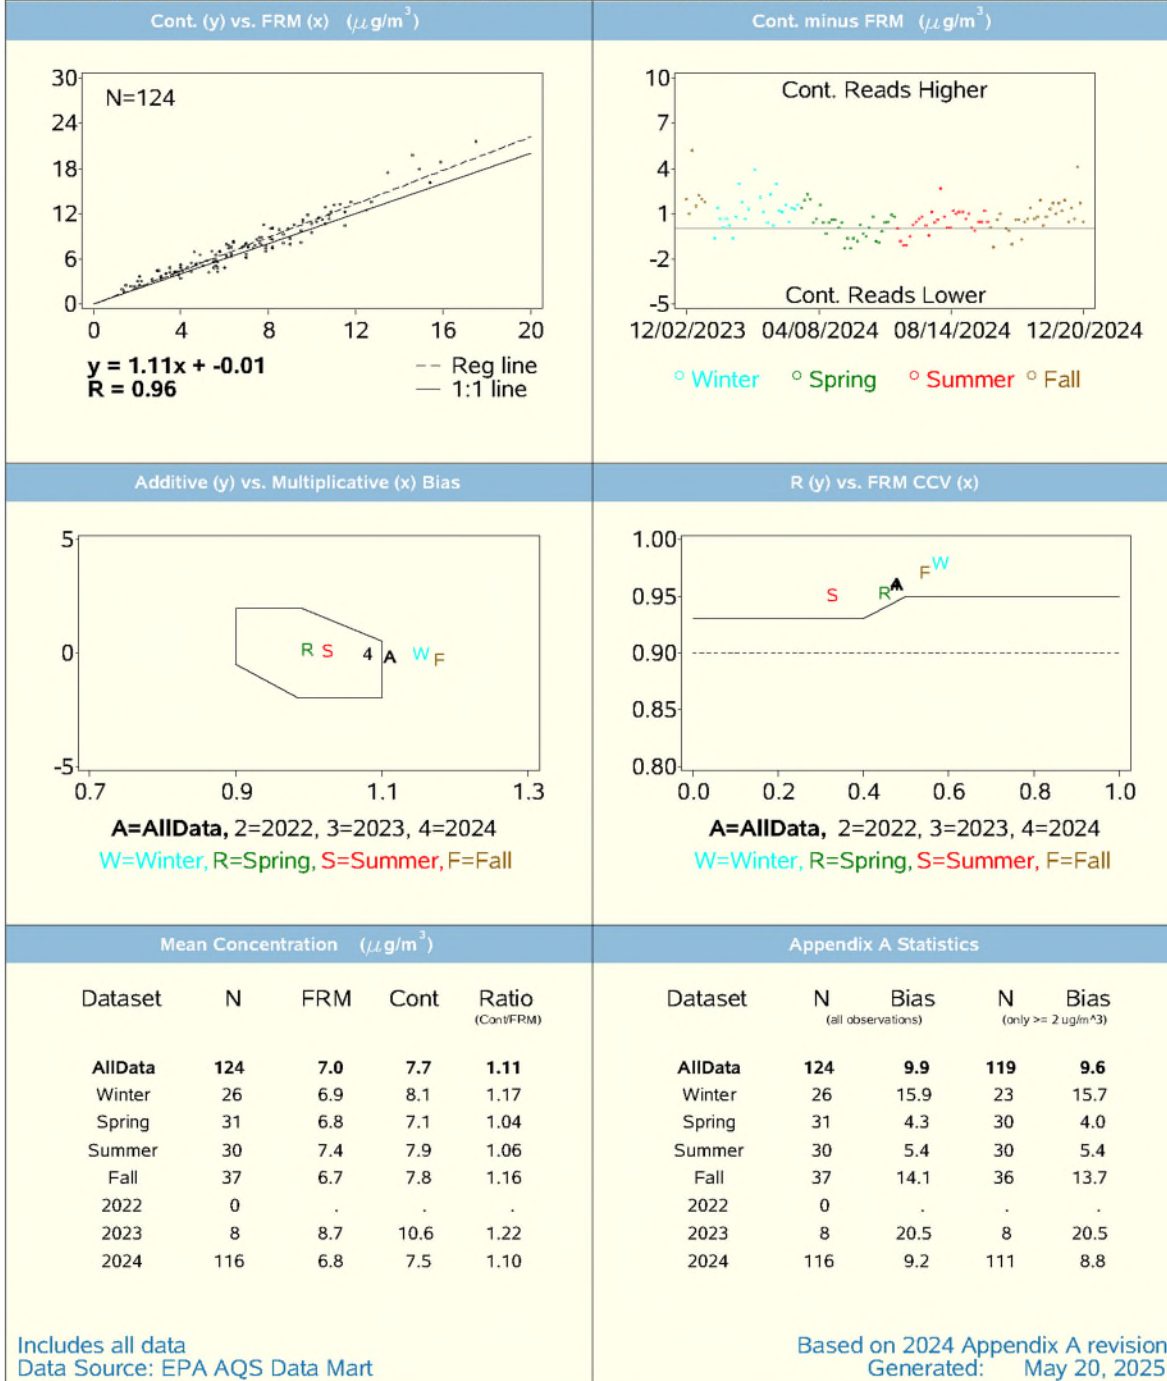 Cont. (y) vs. FRM (x) (μg/m³)
30
24
18
12
6
0
N=124
0 4 8 12 16 20
y = 1.11x + -0.01
R = 0.96
Reg line
1:1 line
Cont. minus FRM (μg/m³)
10
7
4
1
-2
-5
Cont. Reads Higher
Cont. Reads Lower
12/02/2023 04/08/2024 08/14/2024 12/20/2024
Winter Spring Summer Fall
Additive (y) vs. Multiplicative (x) Bias
5
0
-5
R S 4 A W F
0.7 0.9 1.1 1.3
A=AllData, 2=2022, 3=2023, 4=2024
W=Winter, R=Spring, S=Summer, F=Fall
R (y) vs. FRM CCV (x)
1.00
0.95
0.90
0.85
0.80
S R A F W
0.0 0.2 0.4 0.6 0.8 1.0
A=AllData, 2=2022, 3=2023, 4=2024
W=Winter, R=Spring, S=Summer, F=Fall
Mean Concentration (μg/m³)
Dataset N FRM Cont Ratio
(Cont/FRM)
AllData 124 7.0 7.7 1.11
Winter 26 6.9 8.1 1.17
Spring 31 6.8 7.1 1.04
Summer 30 7.4 7.9 1.06
Fall 37 6.7 7.8 1.16
2022 0 . . .
2023 8 8.7 10.6 1.22
2024 116 6.8 7.5 1.10
Appendix A Statistics
Dataset N Bias N Bias
(all observations) (only >= 2 ug/m^3)
AllData 124 9.9 119 9.6
Winter 26 15.9 23 15.7
Spring 31 4.3 30 4.0
Summer 30 5.4 30 5.4
Fall 37 14.1 36 13.7
2022 0 . . .
2023 8 20.5 8 20.5
2024 116 9.2 111 8.8
Includes all data
Data Source: EPA AQS Data Mart
Based on 2024 Appendix A revision
Generated: May 20, 2025